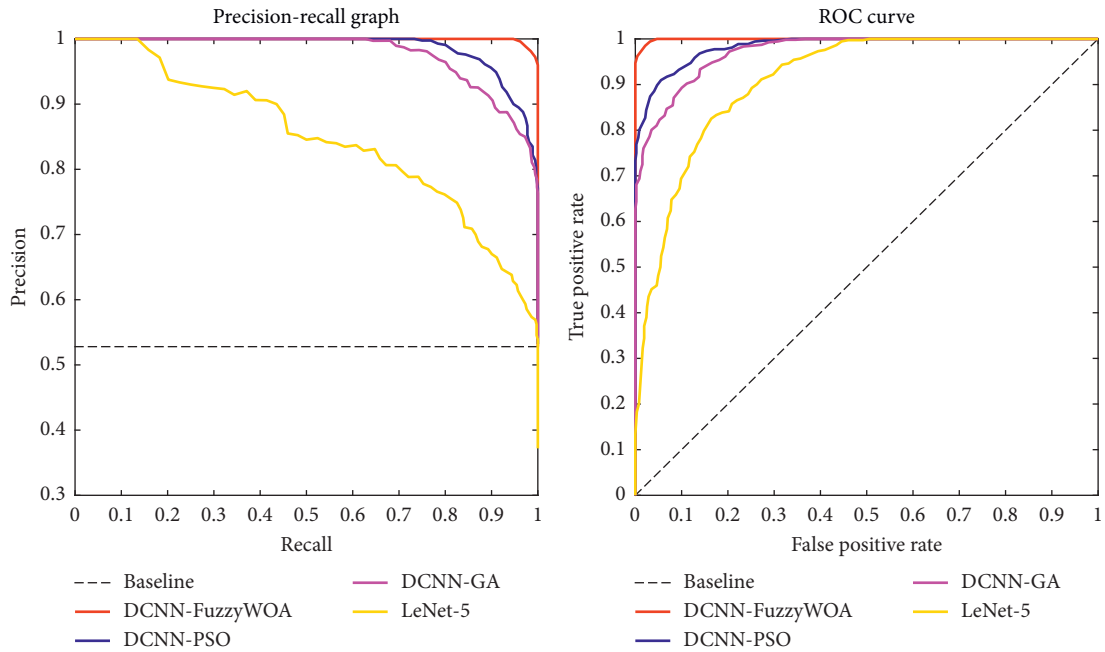 Precision-recall graph
1
0.9
0.8
0.7
0.6
0.5
0.4
0.3
Precision
0 0.1 0.2 0.3 0.4 0.5 0.6 0.7 0.8 0.9 1
Recall
Baseline
DCNN-FuzzyWOA
DCNN-PSO
DCNN-GA
LeNet-5
ROC curve
1
0.9
0.8
0.7
0.6
0.5
0.4
0.3
0.2
0.1
0
True positive rate
0 0.1 0.2 0.3 0.4 0.5 0.6 0.7 0.8 0.9 1
False positive rate
Baseline
DCNN-FuzzyWOA
DCNN-PSO
DCNN-GA
LeNet-5